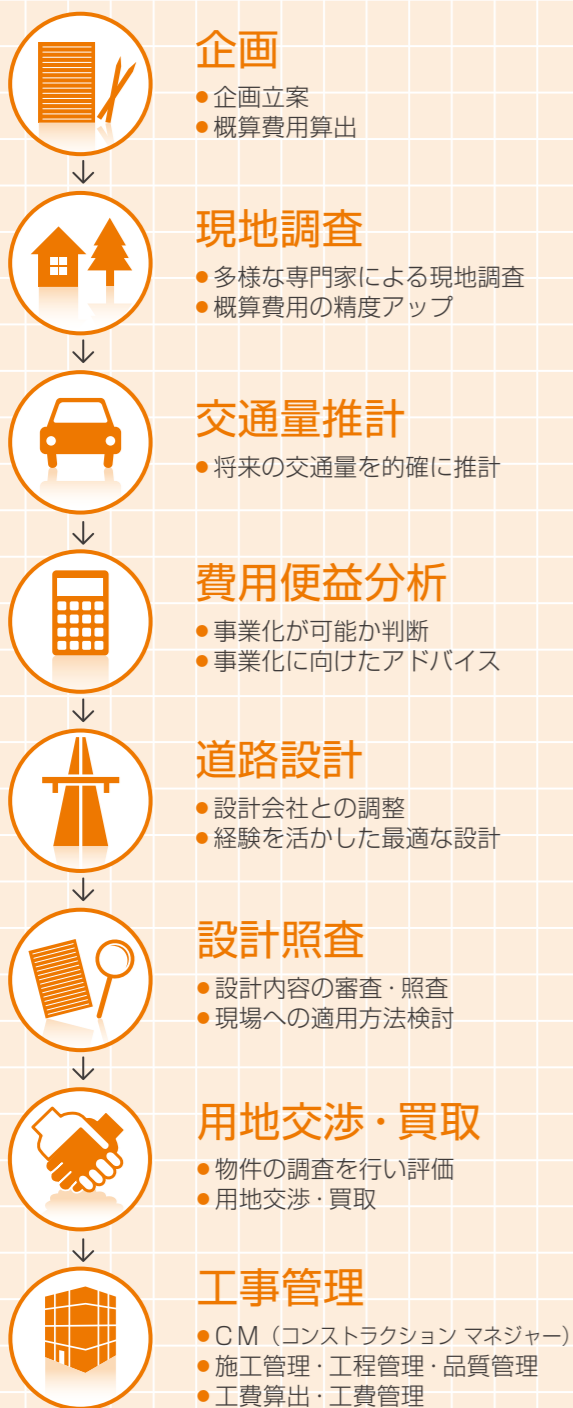 企画
●企画立案
●概算費用算出
現地調査
●多様な専門家による現地調査
●概算費用の精度アップ
交通量推計
●将来の交通量を的確に推計
費用便益分析
●事業化が可能か判断
●事業化に向けたアドバイス
道路設計
●設計会社との調整
●経験を活かした最適な設計
設計照査
●設計内容の審査・照査
●現場への適用方法検討
用地交渉・買取
●物件の調査を行い評価
●用地交渉・買取
工事管理
●CM（コンストラクション マネジャー）
●施工管理・工程管理・品質管理
●工費算出・工費管理